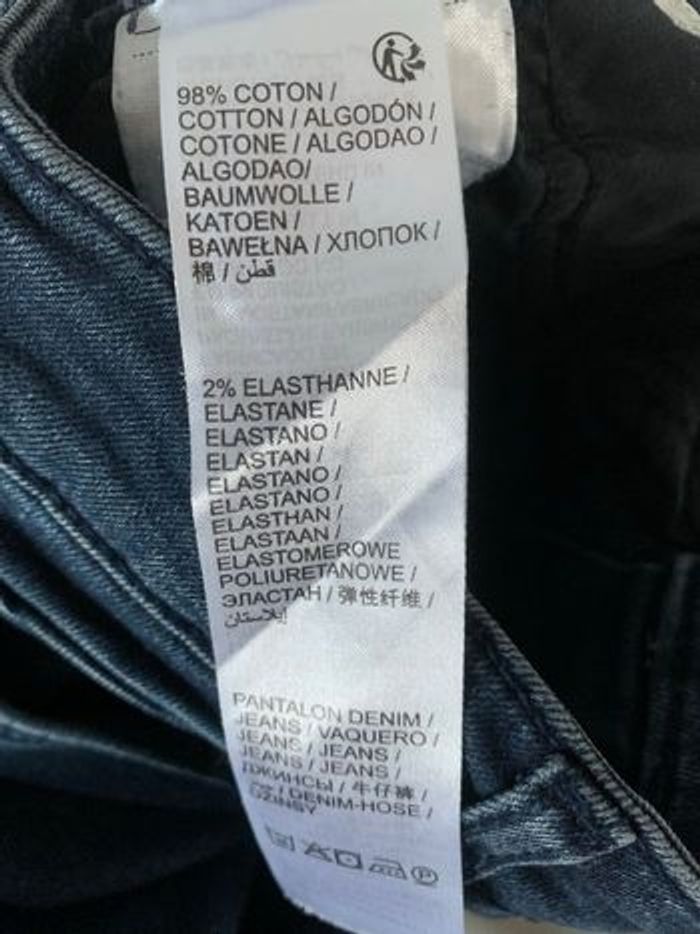 98% COTON /
COTTON / ALGODÓN /
COTONE / ALGODAO /
ALGODAO/
BAUMWOLLE /
KATOEN /
BAWEŁNA / ХЛОПОК /
棉 / قطن
2% ELASTHANNE /
ELASTANE /
ELASTANO /
ELASTAN /
ELASTANO /
ELASTANO /
ELASTHAN /
ELASTAAN /
ELASTOMEROWE
POLIURETANOWE /
ЭЛАСТАН / 弹性纤维 /
إيلاستان
PANTALON DENIM /
JEANS / VAQUERO /
JEANS / JEANS /
JEANS / JEANS /
ДЖИНСЫ / 牛仔裤 /
/ DENIM-HOSE /
DZINSY
P